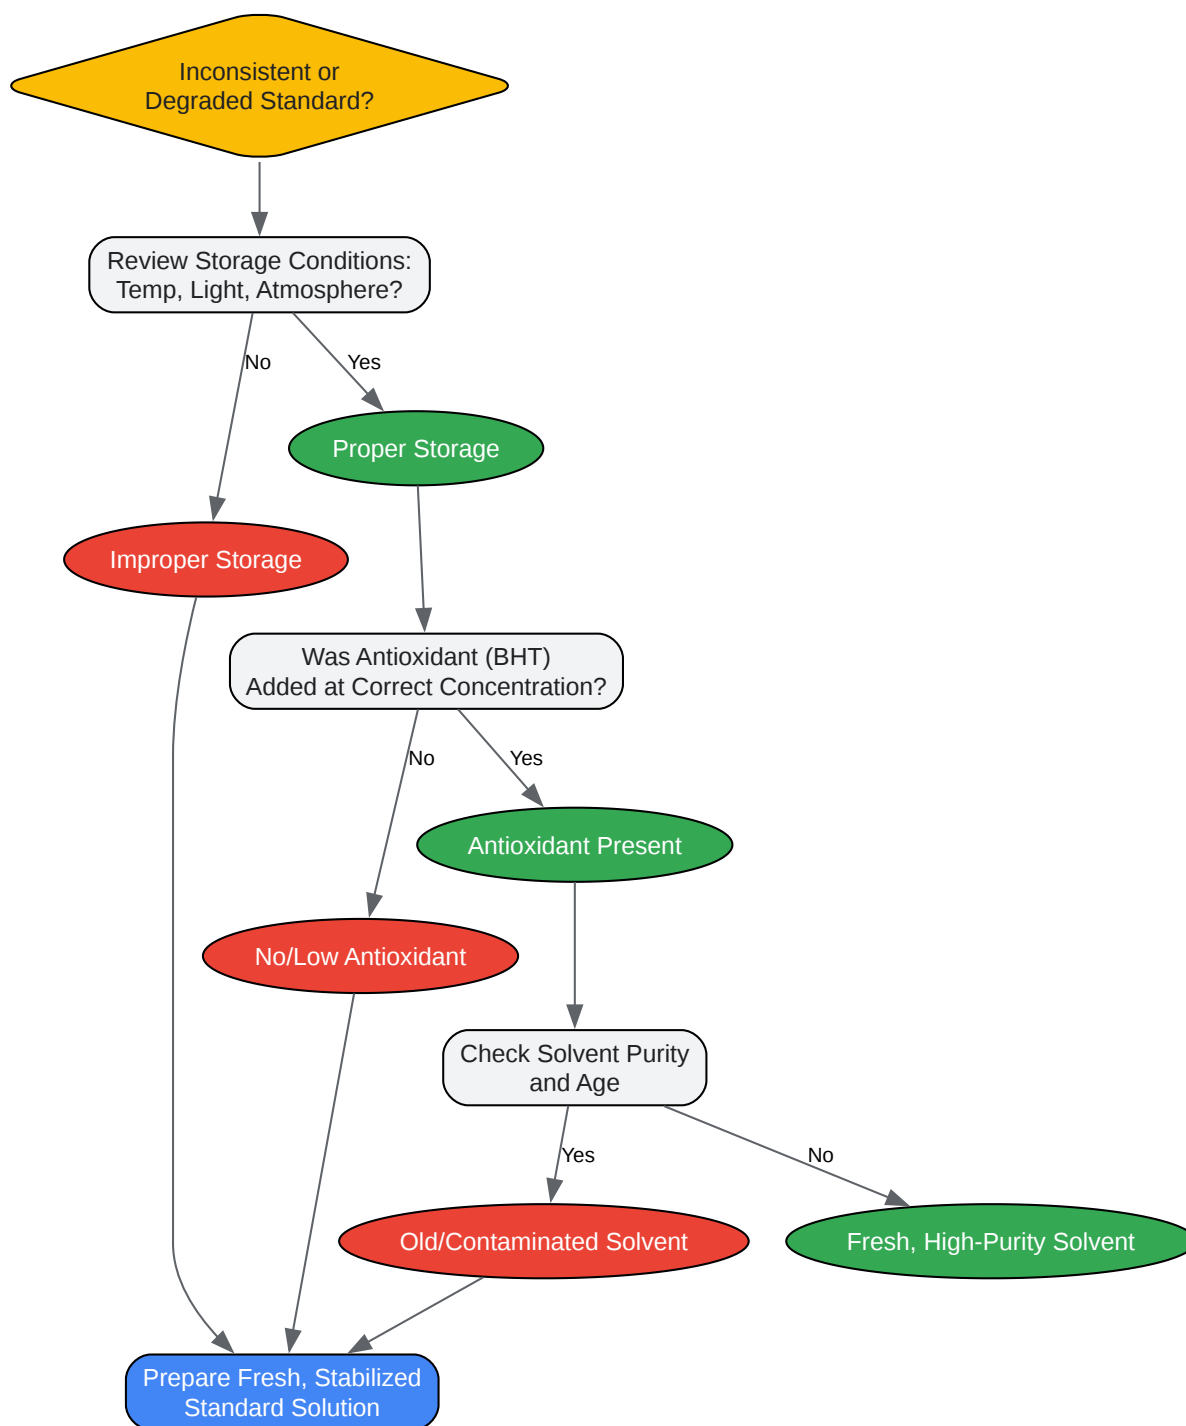 Inconsistent or
Degraded Standard?
Review Storage Conditions:
Temp, Light, Atmosphere?
No
Yes
Proper Storage
Improper Storage
Was Antioxidant (BHT)
Added at Correct Concentration?
No
Yes
Antioxidant Present
No/Low Antioxidant
Check Solvent Purity
and Age
Yes
No
Old/Contaminated Solvent
Fresh, High-Purity Solvent
Prepare Fresh, Stabilized
Standard Solution